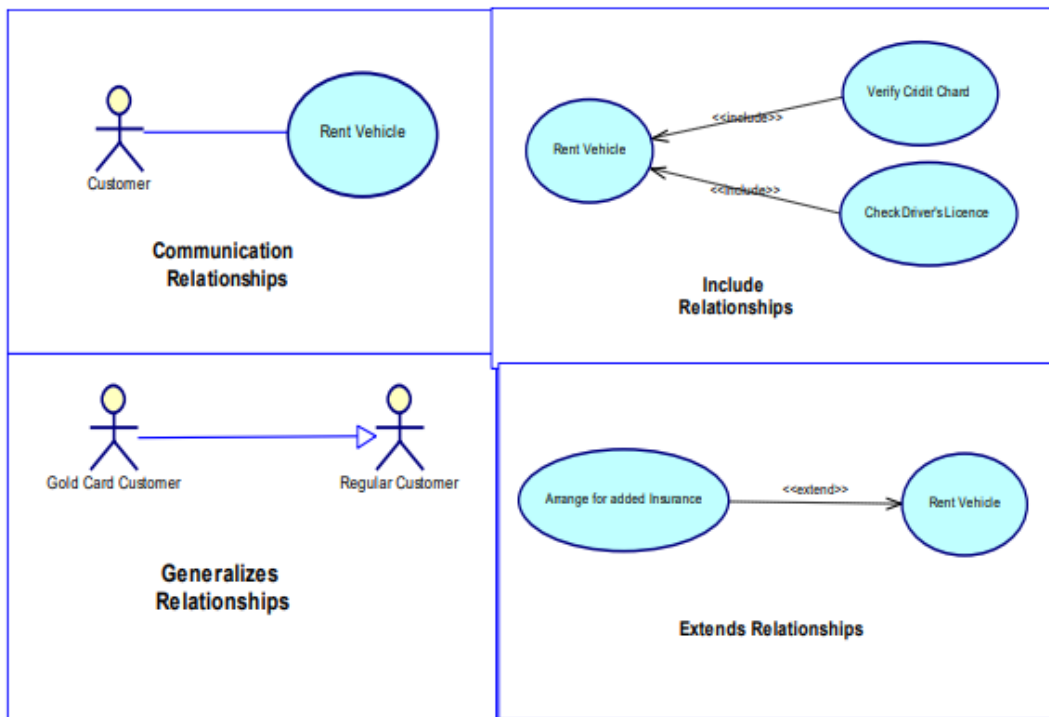 Customer
Rent Vehicle
Communication
Relationships
Rent Vehicle
<<include>>
<<include>>
Verify Cridit Chard
Check Driver's Licence
Include
Relationships
Gold Card Customer
Regular Customer
Generalizes
Relationships
Arrange for added Insurance
<<extend>>
Rent Vehicle
Extends Relationships